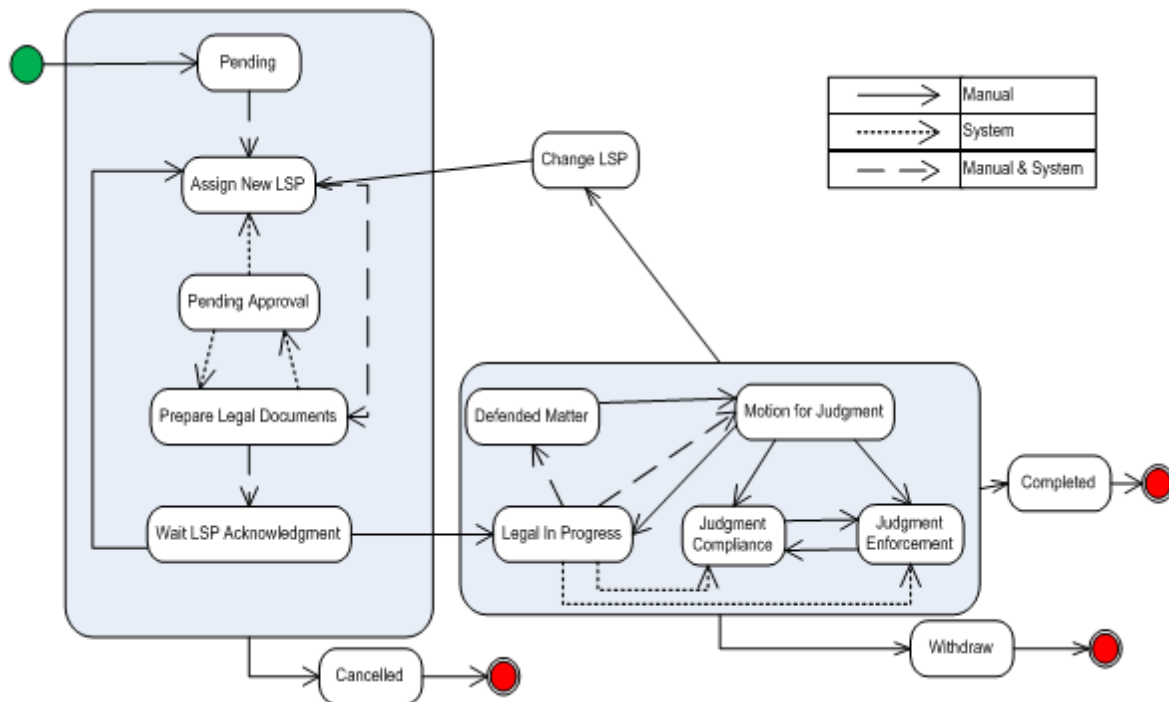 Pending
Manual
System
Manual & System
Change LSP
Assign New LSP
Pending Approval
Prepare Legal Documents
Defended Matter
Motion for Judgment
Completed
Wait LSP Acknowledgment
Legal In Progress
Judgment
Compliance
Judgment
Enforcement
Withdraw
Cancelled